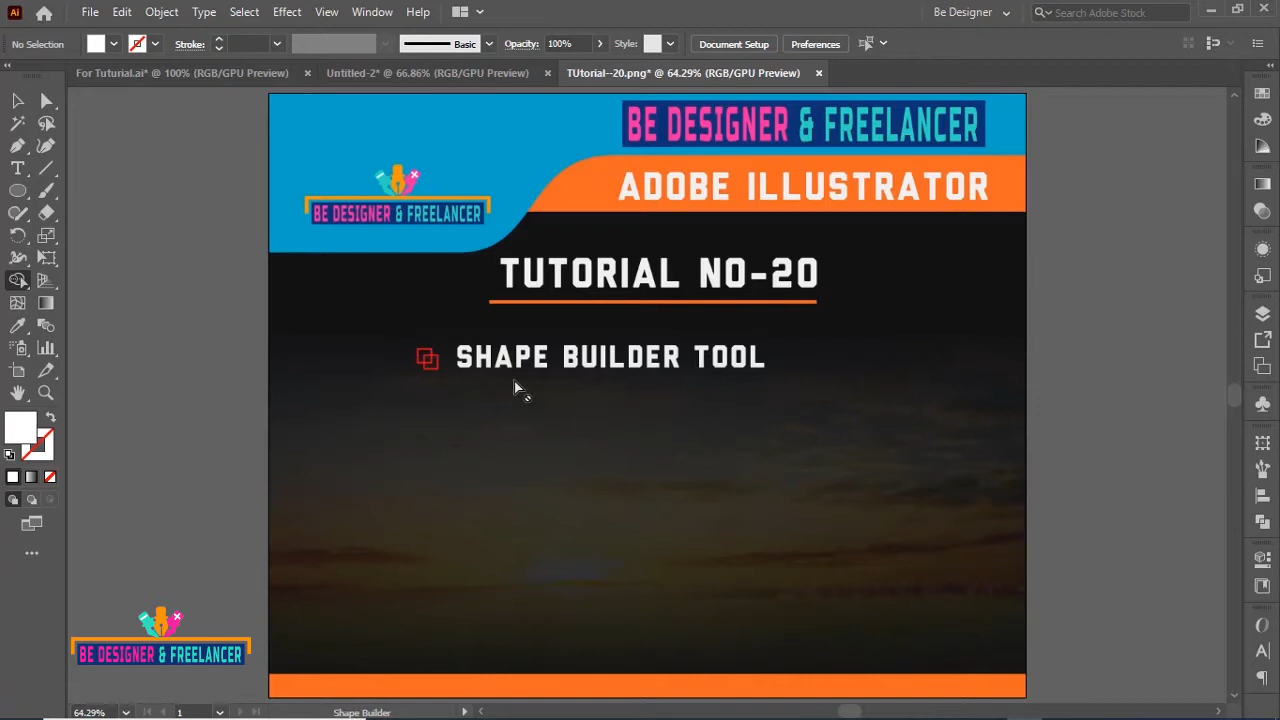 Ai File Edit Object Type Select Effect View Window Help Be Designer Search Adobe Stock
No Selection Stroke: Basic Opacity: 100% Style: Document Setup Preferences
For Tuturial.ai* @ 100% (RGB/GPU Preview) × Untitled-2* @ 66.86% (RGB/GPU Preview) × TUtorial--20.png* @ 64.29% (RGB/GPU Preview) ×
BE DESIGNER & FREELANCER
ADOBE ILLUSTRATOR
BE DESIGNER & FREELANCER
TUTORIAL NO-20
SHAPE BUILDER TOOL
BE DESIGNER & FREELANCER
64.29% 1 Shape Builder